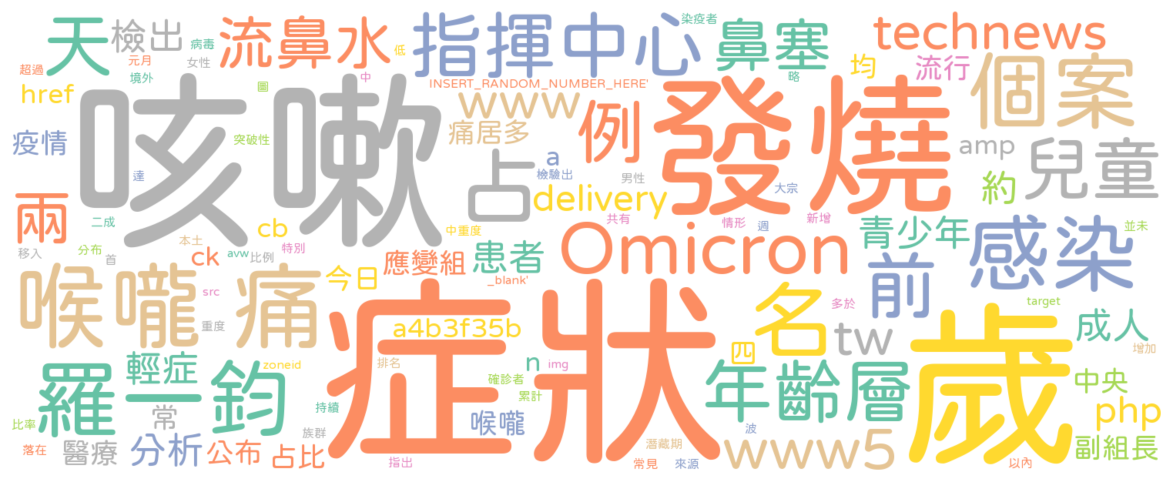 染疫者
天
檢出
病毒
流鼻水
低
指揮中心
鼻塞
technews
元月
女性
超過
境外
中
略
均
流行
href
圖
INSERT_RANDOM_NUMBER_HERE'
www
例
發燒
個案
咳嗽
疫情
突破性
痛居多
占
a
檢驗出
男性
amp
兒童
達
delivery
大宗
約
兩
二成
cb
中重度
共有
情形
週
新增
並未
移入
分布
首
本土
ck
avw
比例
特別
應變組
患者
Omicron
青少年
感染
喉嚨痛
src
今日
_blank'
前
重度
a4b3f35b
症狀
名
多於
target
tw
歲
成人
四
增加
羅一鈞
輕症
zoneid
排名
n
img
確診者
年齡層
中央
比率
常
持續
累計
喉嚨
php
落在
醫療
分析
公布
族群
占比
指出
潛藏期
波
常見
來源
www5
以內
副組長